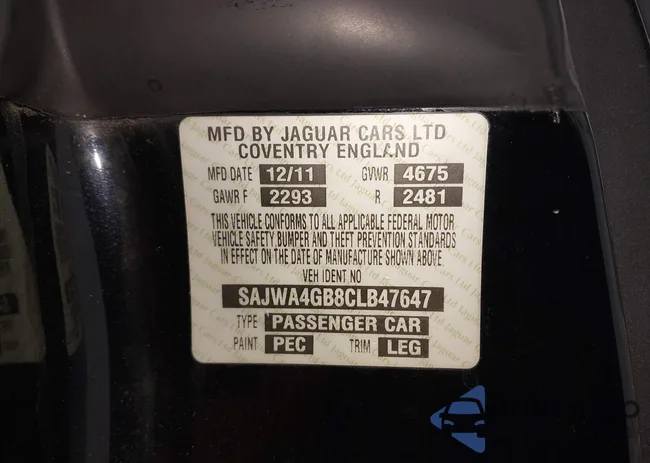 MFD BY JAGUAR CARS LTD
COVENTRY ENGLAND
MFD DATE 12/11 GVWR 4675
GAWR F 2293 R 2481
THIS VEHICLE CONFORMS TO ALL APPLICABLE FEDERAL MOTOR
VEHICLE SAFETY, BUMPER AND THEFT PREVENTION STANDARDS
IN EFFECT ON THE DATE OF MANUFACTURE SHOWN ABOVE.
VEH IDENT NO
SAJWA4GB8CLB47647
TYPE PASSENGER CAR
PAINT PEC TRIM LEG